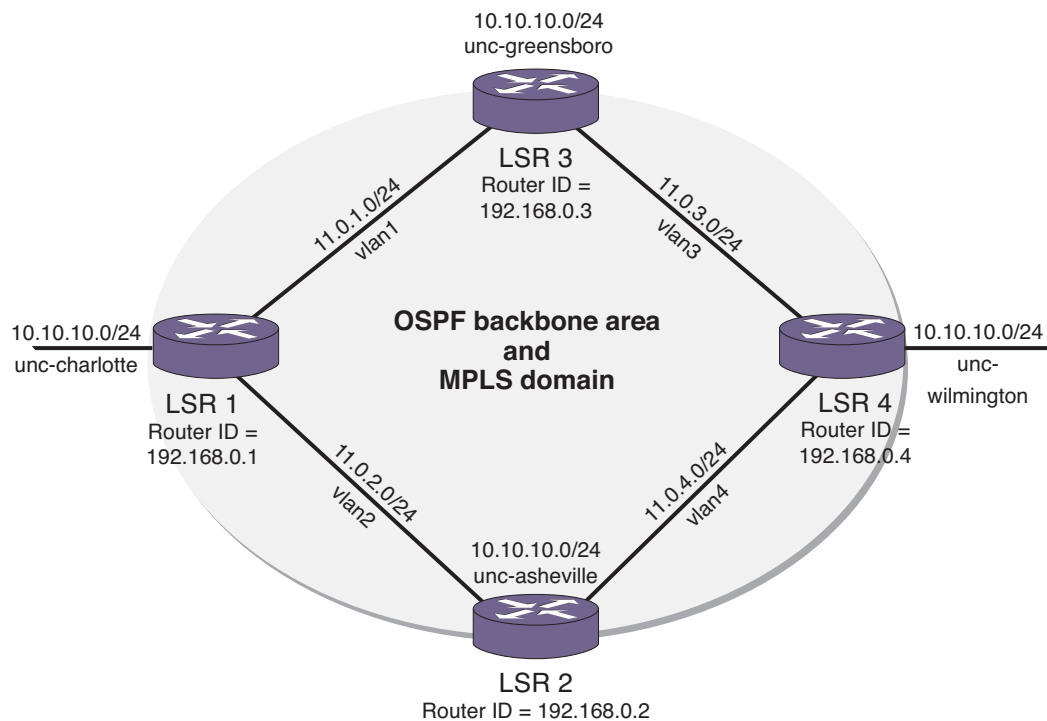 10.10.10.0/24
unc-greensboro
LSR 3
Router ID =
192.168.0.3
11.0.1.0/24
vlan1
11.0.3.0/24
vlan3
10.10.10.0/24
unc-charlotte
LSR 1
Router ID =
192.168.0.1
OSPF backbone area
and
MPLS domain
10.10.10.0/24
unc-
wilmington
LSR 4
Router ID =
192.168.0.4
11.0.2.0/24
vlan2
11.0.4.0/24
vlan4
10.10.10.0/24
unc-asheville
LSR 2
Router ID = 192.168.0.2